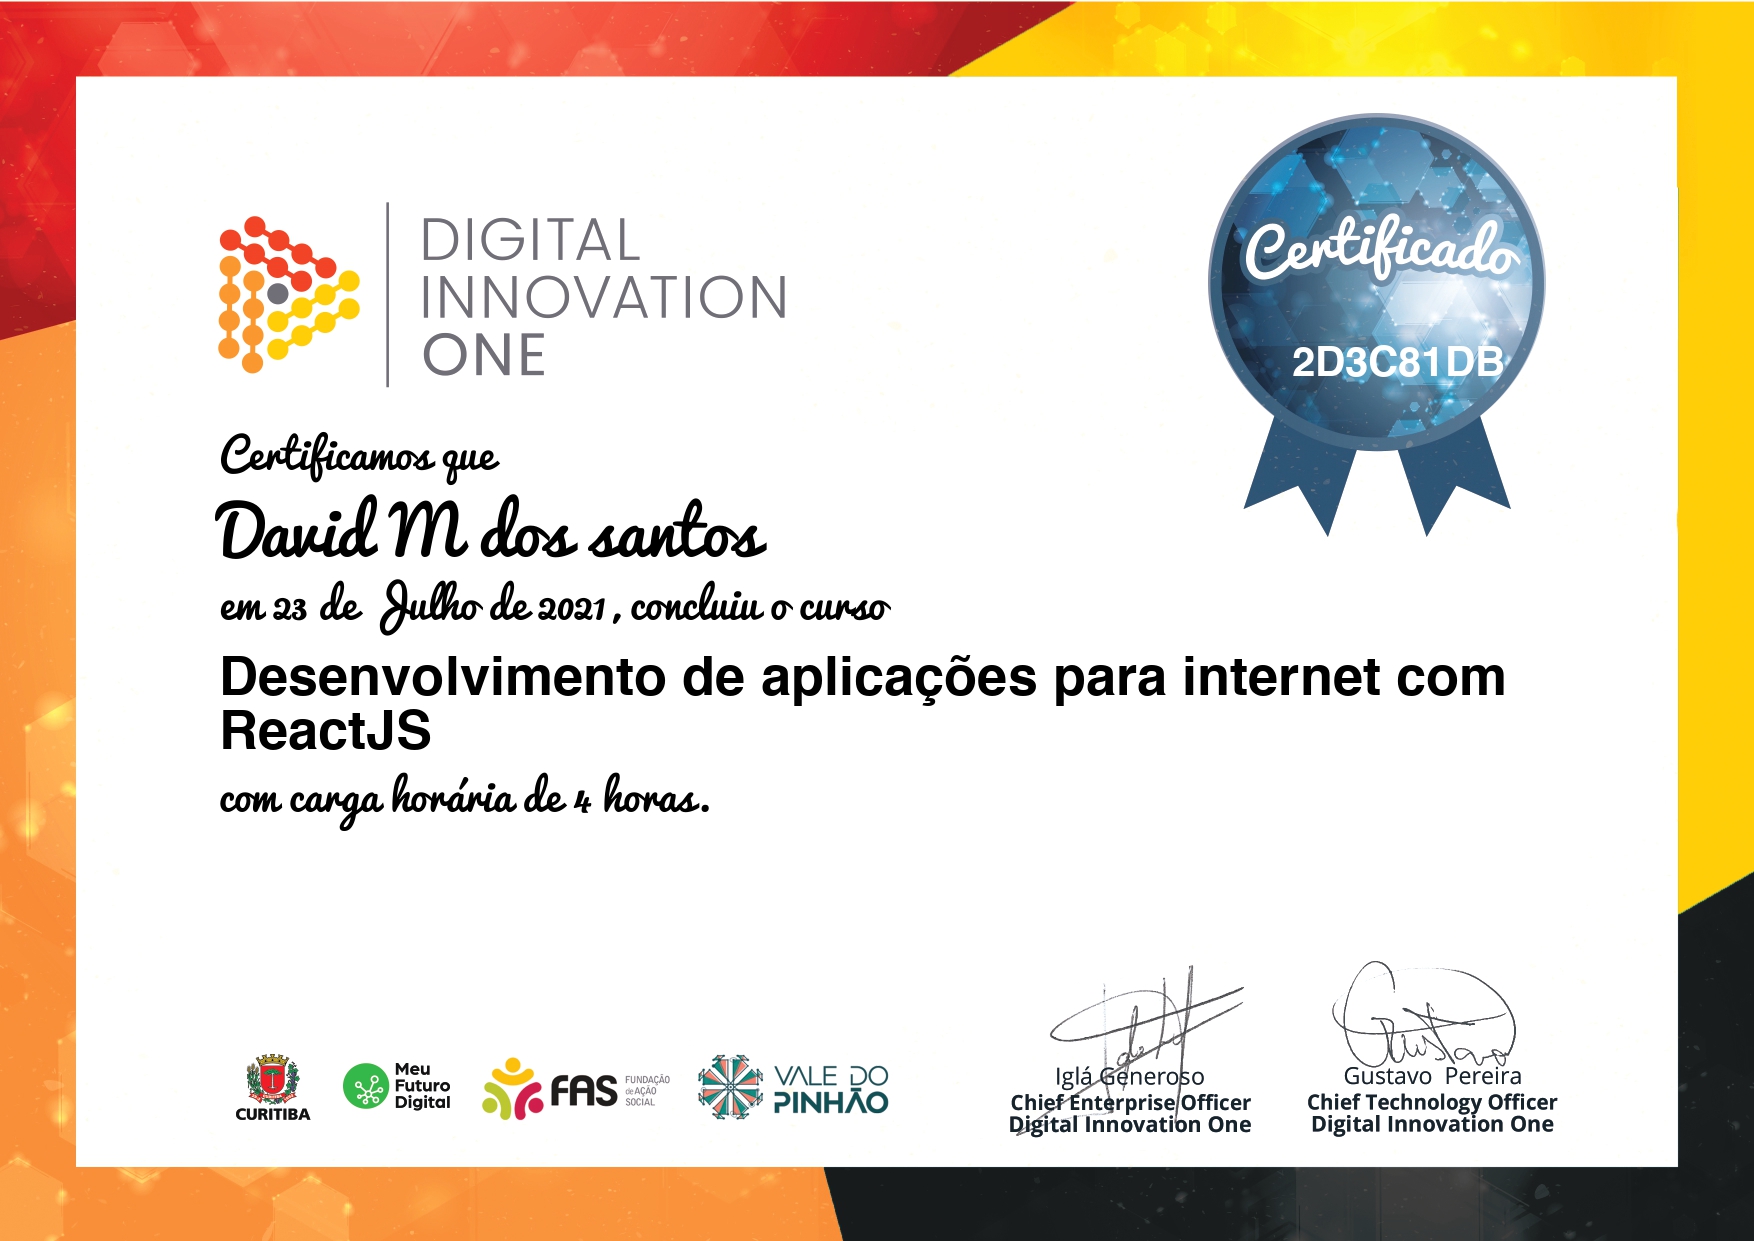 DIGITAL
INNOVATION
ONE
Certificado
2D3C81DB
Certificamos que
David M dos santos
em 23 de Julho de 2021, concluiu o curso
Desenvolvimento de aplicações para internet com
ReactJS
com carga horária de 4 horas.
CURITIBA
Meu
Futuro
Digital
FAS
FUNDAÇÃO
de AÇÃO
SOCIAL
VALE DO
PINHÃO
Iglá Generoso
Chief Enterprise Officer
Digital Innovation One
Gustavo Pereira
Chief Technology Officer
Digital Innovation One